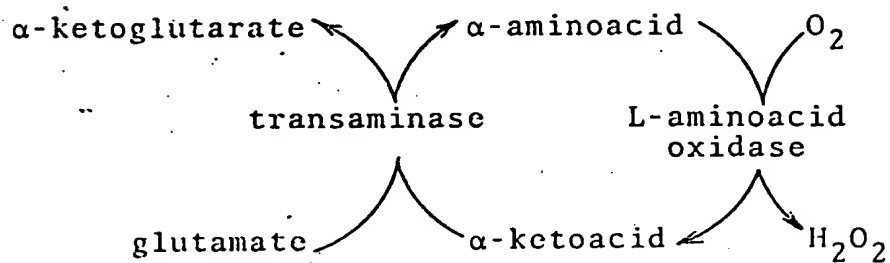 α-ketoglutarate α-aminoacid O₂
transaminase L-aminoacid
oxidase
glutamate α-ketoacid H₂O₂